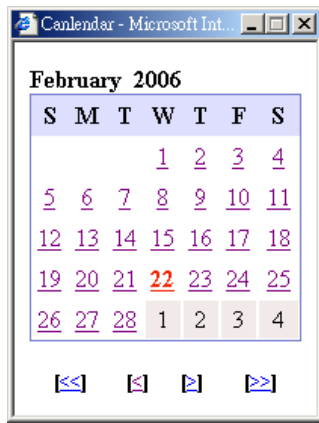 Canlendar - Microsoft Int...
February 2006
S M T W T F S
1 2 3 4
5 6 7 8 9 10 11
12 13 14 15 16 17 18
19 20 21 22 23 24 25
26 27 28 1 2 3 4
[<<] [<] [>] [>>]